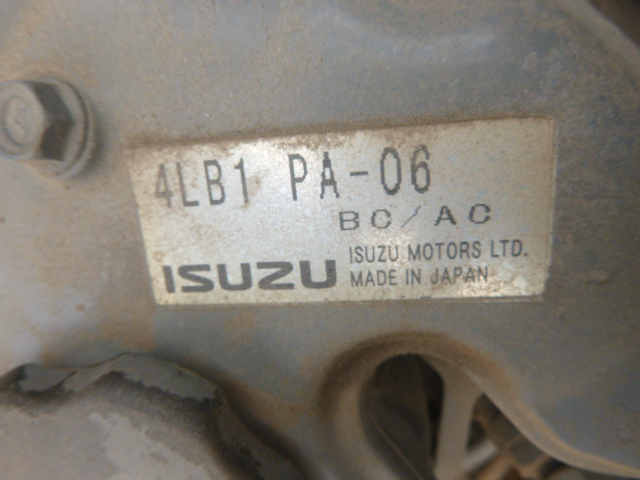 4LB1 PA-06
BC/AC
ISUZU ISUZU MOTORS LTD.
MADE IN JAPAN